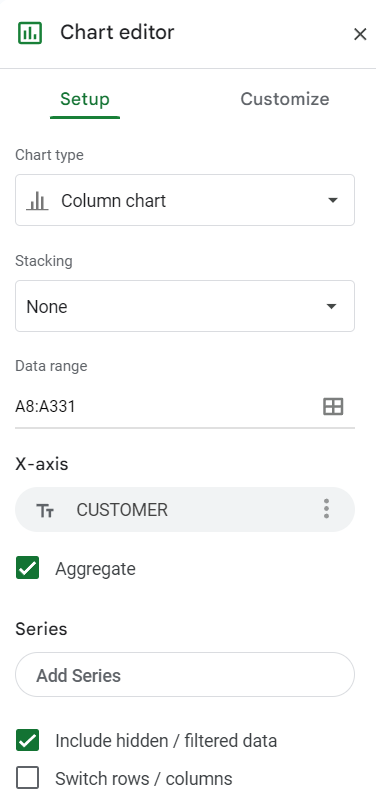 Chart editor
Setup Customize
Chart type
Column chart
Stacking
None
Data range
A8:A331
X-axis
Tт CUSTOMER
Aggregate
Series
Add Series
Include hidden / filtered data
Switch rows / columns